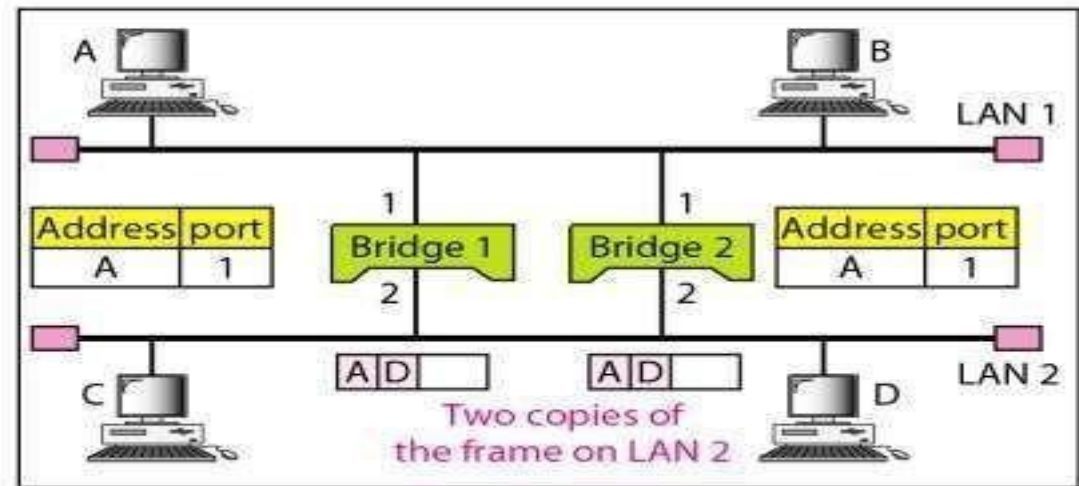 A
B
LAN 1
1
1
Address port
A 1
Bridge 1
Bridge 2
Address port
A 1
2
2
A D
A D
LAN 2
C
D
Two copies of
the frame on LAN 2